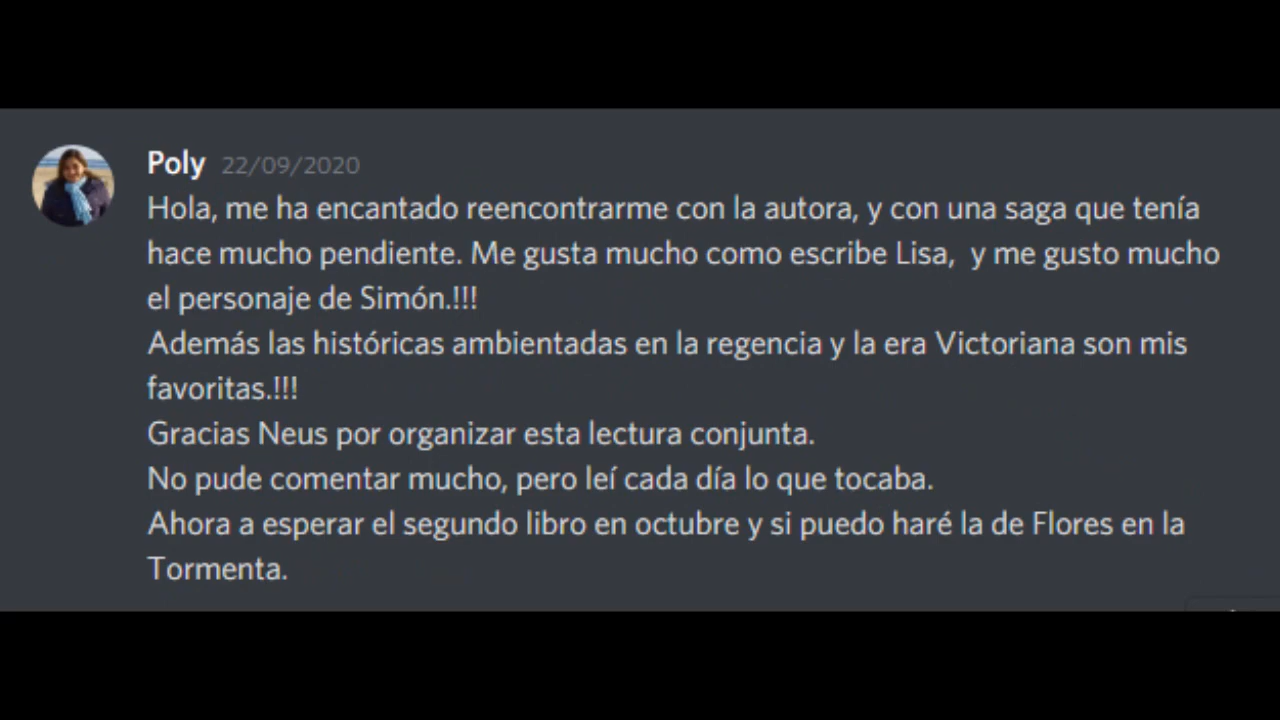 Poly 22/09/2020
Hola, me ha encantado reencontrarme con la autora, y con una saga que tenía
hace mucho pendiente. Me gusta mucho como escribe Lisa,  y me gusto mucho
el personaje de Simón.!!!
Además las históricas ambientadas en la regencia y la era Victoriana son mis
favoritas.!!!
Gracias Neus por organizar esta lectura conjunta.
No pude comentar mucho, pero leí cada día lo que tocaba.
Ahora a esperar el segundo libro en octubre y si puedo haré la de Flores en la
Tormenta.